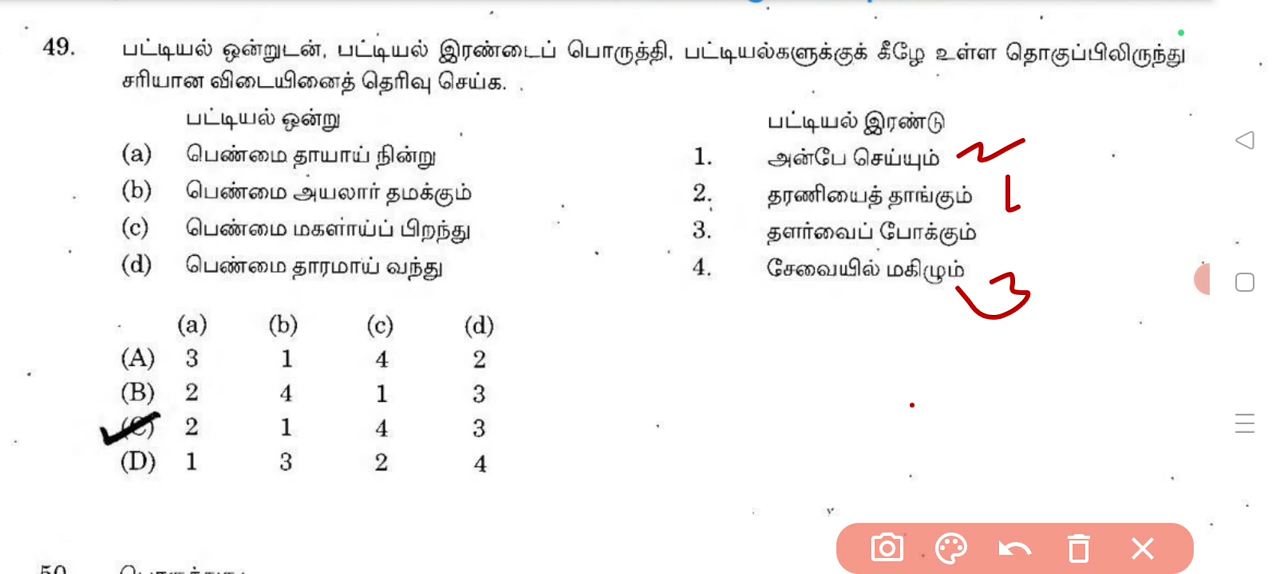 49. பட்டியல் ஒன்றுடன், பட்டியல் இரண்டைப் பொருத்தி, பட்டியல்களுக்குக் கீழே உள்ள தொகுப்பிலிருந்து
சரியான விடையினைத் தெரிவு செய்க.
பட்டியல் ஒன்று பட்டியல் இரண்டு
(a) பெண்மை தாயாய் நின்று 1. அன்பே செய்யும்
(b) பெண்மை அயலார் தமக்கும் 2. தரணியைத் தாங்கும்
(c) பெண்மை மகளாய்ப் பிறந்து 3. தளர்வைப் போக்கும்
(d) பெண்மை தாரமாய் வந்து 4. சேவையில் மகிழும்
(a) (b) (c) (d)
(A) 3 1 4 2
(B) 2 4 1 3
(C) 2 1 4 3
(D) 1 3 2 4